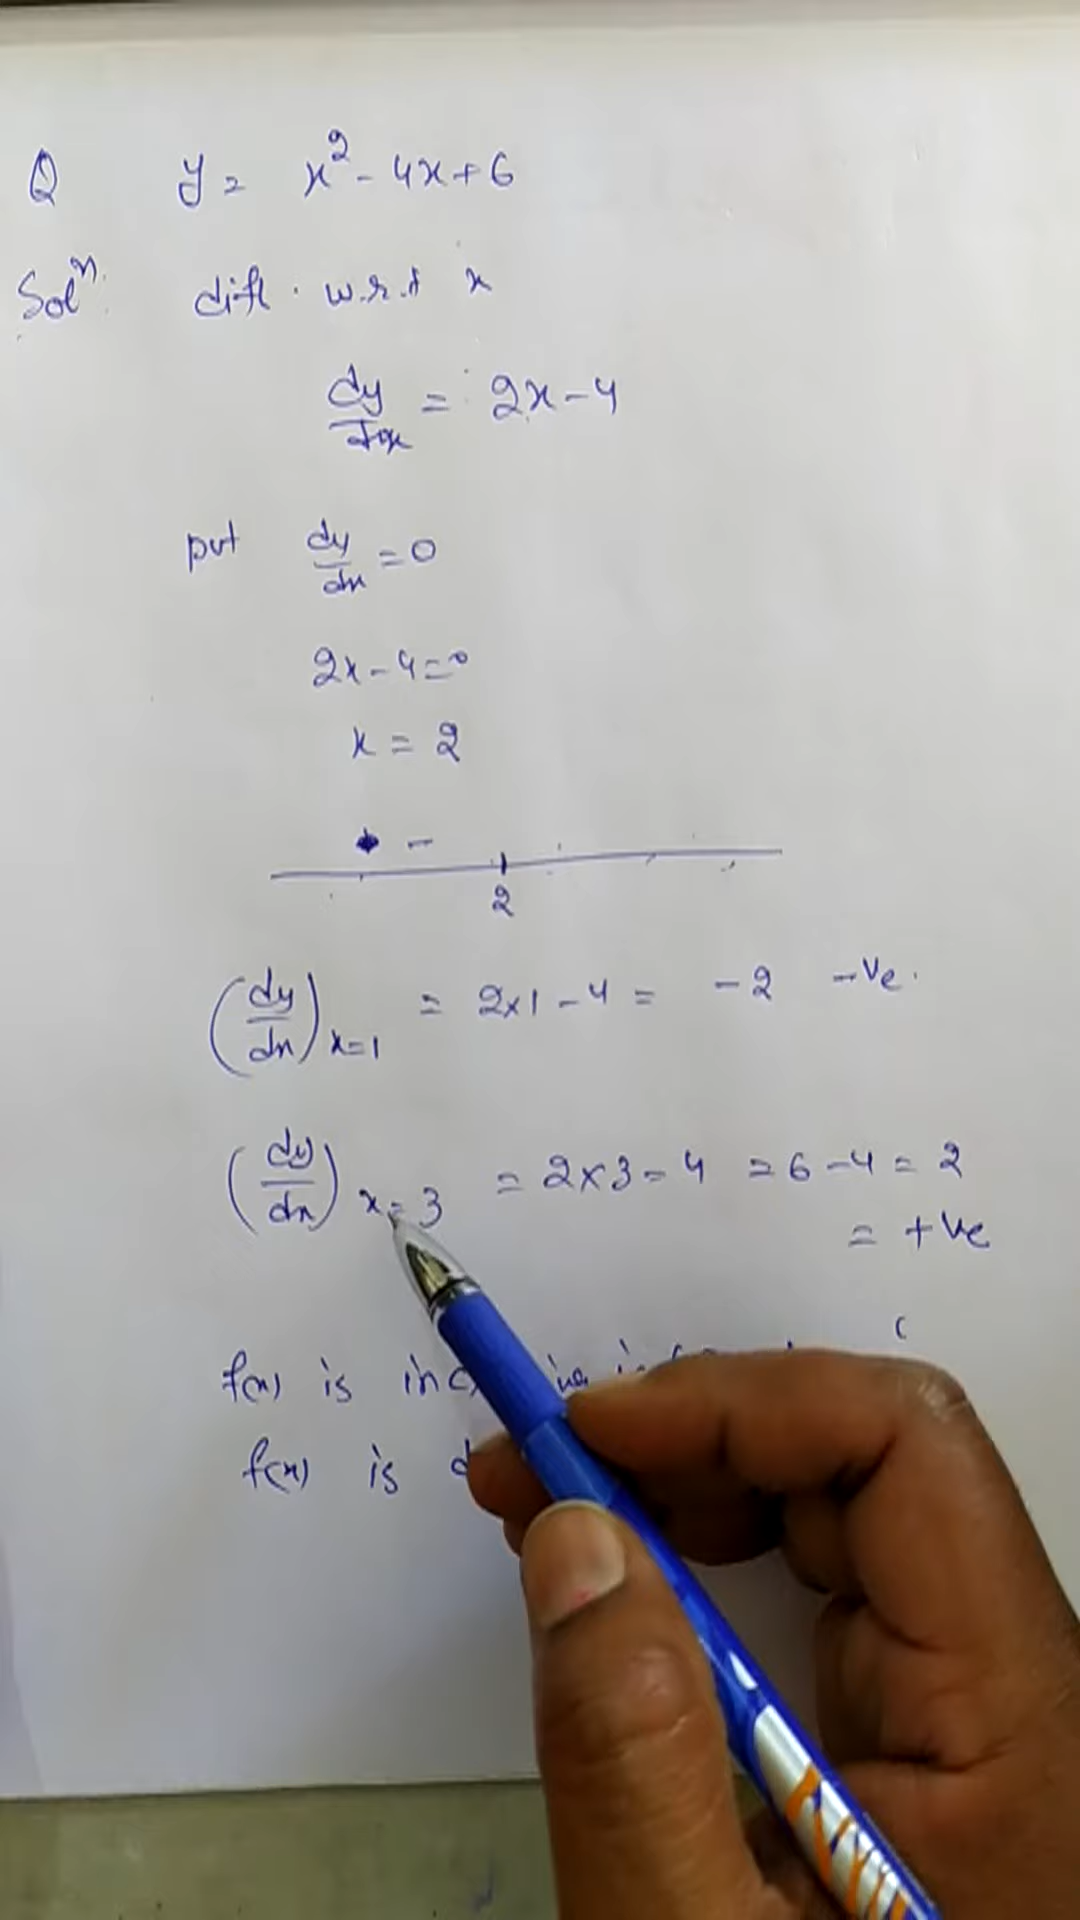 Q y = x² - 4x + 6
Solⁿ. diff. w.r.t x
dy/dx = 2x - 4
put dy/dx = 0
2x - 4 = 0
x = 2
-
2
(dy/dx) x=1 = 2x1 - 4 = -2 -ve.
(dy/dx) x=3 = 2x3 - 4 = 6 - 4 = 2
= +ve
f(x) is (
f(x) is